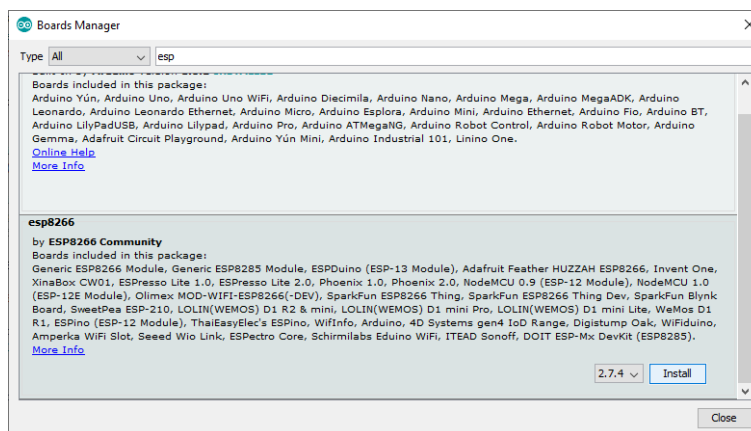 Boards Manager
Type All esp
Boards included in this package:
Arduino Yún, Arduino Uno, Arduino Uno WiFi, Arduino Diecimila, Arduino Nano, Arduino Mega, Arduino MegaADK, Arduino
Leonardo, Arduino Leonardo Ethernet, Arduino Micro, Arduino Esplora, Arduino Mini, Arduino Ethernet, Arduino Fio, Arduino BT,
Arduino LilyPadUSB, Arduino Lilypad, Arduino Pro, Arduino ATMegaNG, Arduino Robot Control, Arduino Robot Motor, Arduino
Gemma, Adafruit Circuit Playground, Arduino Yún Mini, Arduino Industrial 101, Linino One.
Online Help
More Info
esp8266
by ESP8266 Community
Boards included in this package:
Generic ESP8266 Module, Generic ESP8285 Module, ESPDuino (ESP-13 Module), Adafruit Feather HUZZAH ESP8266, Invent One,
XinaBox CW01, ESPresso Lite 1.0, ESPresso Lite 2.0, Phoenix 1.0, Phoenix 2.0, NodeMCU 0.9 (ESP-12 Module), NodeMCU 1.0
(ESP-12E Module), Olimex MOD-WIFI-ESP8266(-DEV), SparkFun ESP8266 Thing, SparkFun ESP8266 Thing Dev, SparkFun Blynk
Board, SweetPea ESP-210, LOLIN(WEMOS) D1 R2 & mini, LOLIN(WEMOS) D1 mini Pro, LOLIN(WEMOS) D1 mini Lite, WeMos D1
R1, ESPino (ESP-12 Module), ThaiEasyElec's ESPino, WifInfo, Arduino, 4D Systems gen4 IoD Range, Digistump Oak, WiFiduino,
Amperka WiFi Slot, Seeed Wio Link, ESPectro Core, Schirmilabs Eduino WiFi, ITEAD Sonoff, DOIT ESP-Mx DevKit (ESP8285).
More Info
2.7.4 Install
Close